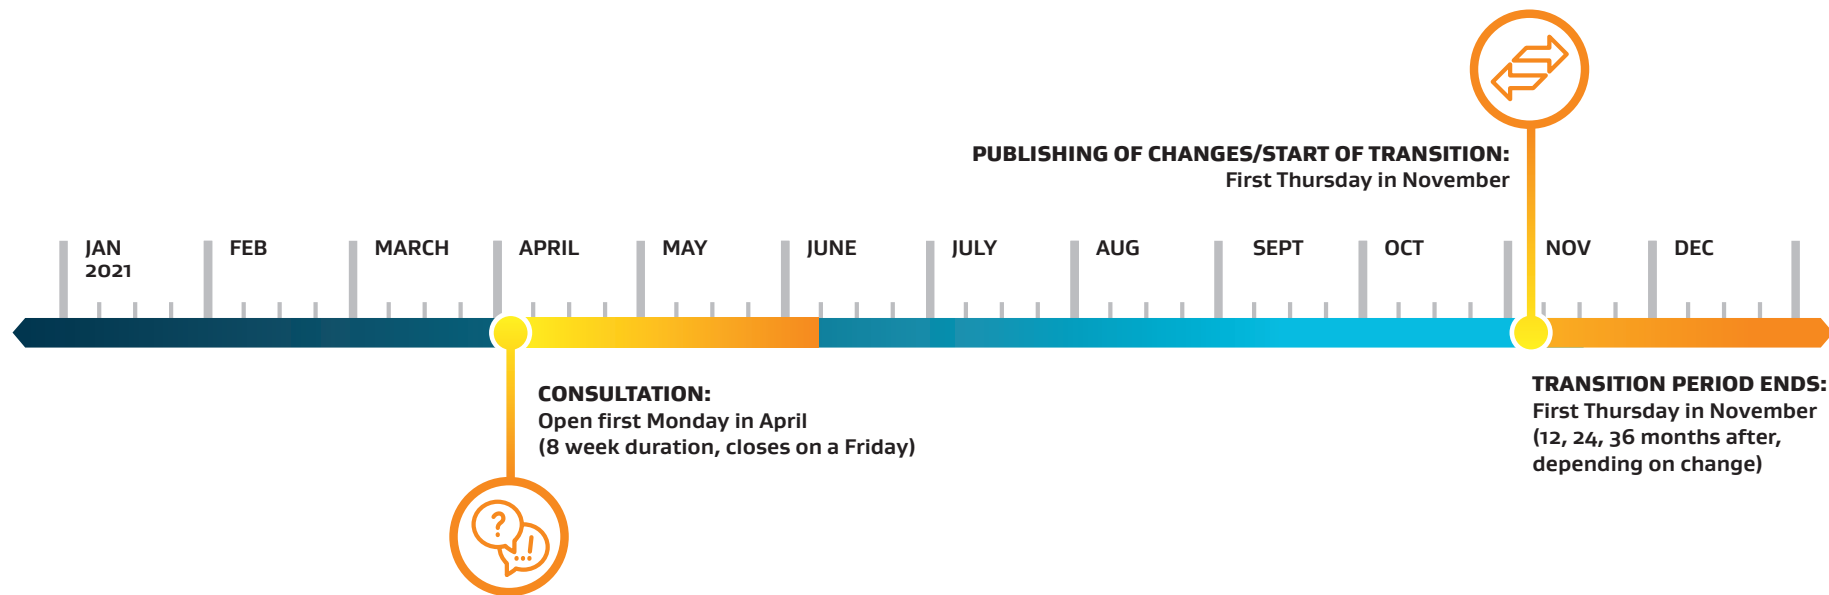 PUBLISHING OF CHANGES/START OF TRANSITION:
First Thursday in November
JAN
2021
FEB
MARCH
APRIL
MAY
JUNE
JULY
AUG
SEPT
OCT
NOV
DEC
CONSULTATION:
Open first Monday in April
(8 week duration, closes on a Friday)
TRANSITION PERIOD ENDS:
First Thursday in November
(12, 24, 36 months after,
depending on change)
?
...!